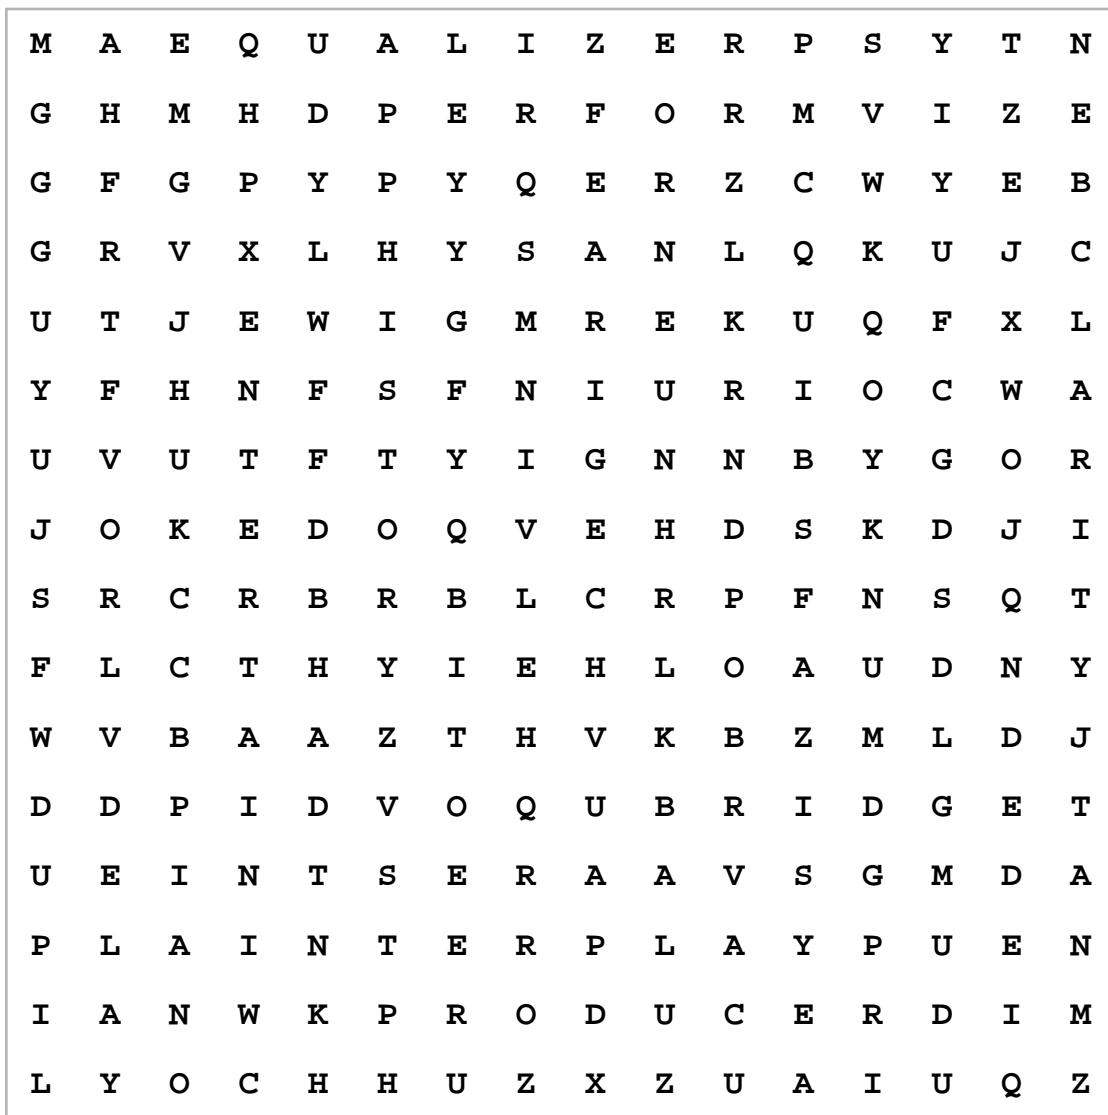 M A E Q U A L I Z E R P S Y T N
G H M H D P E R F O R M V I Z E
G F G P Y P Y Q E R Z C W Y E B
G R V X L H Y S A N L Q K U J C
U T J E W I G M R E K U Q F X L
Y F H N F S F N I U R I O C W A
U V U T F T Y I G N N B Y G O R
J O K E D O Q V E H D S K D J I
S R C R B R B L C R P F N S Q T
F L C T H Y I E H L O A U D N Y
W V B A A Z T H V K B Z M L D J
D D P I D V O Q U B R I D G E T
U E I N T S E R A A V S G M D A
P L A I N T E R P L A Y P U E N
I A N W K P R O D U C E R D I M
L Y O C H H U Z X Z U A I U Q Z